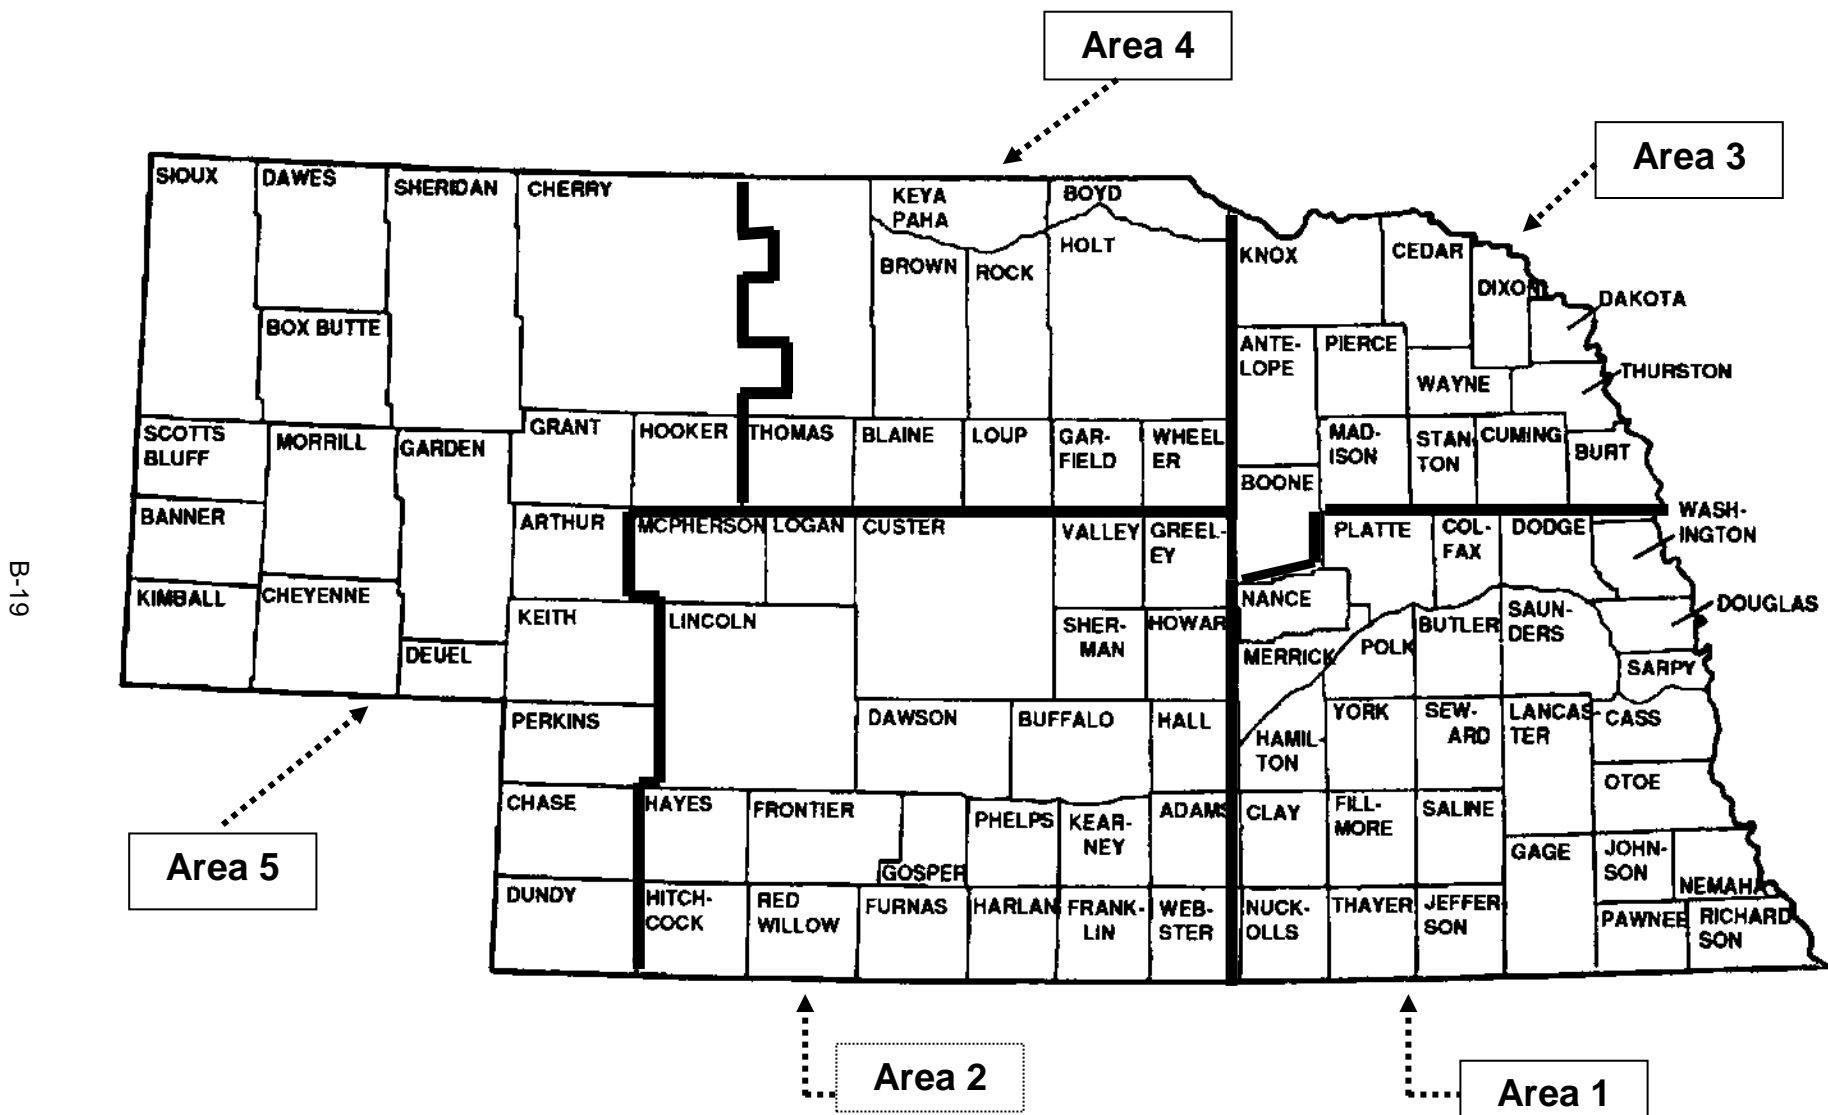 Area 4
Area 3
SIOUX
DAWES
SHERIDAN
CHERRY
KEYA
PAHA
BOYD
HOLT
BROWN
ROCK
KNOX
CEDAR
DIXON
DAKOTA
BOX BUTTE
ANTE-
LOPE
PIERCE
WAYNE
THURSTON
SCOTTS
BLUFF
MORRILL
GARDEN
GRANT
HOOKER
THOMAS
BLAINE
LOUP
GAR-
FIELD
WHEEL
ER
BOONE
MAD-
ISON
STAN
TON
CUMING
BURT
BANNER
ARTHUR
MCPHERSON
LOGAN
CUSTER
VALLEY
GREEL-
EY
PLATTE
COL-
FAX
DODGE
WASH-
INGTON
B-19
KIMBALL
CHEYENNE
KEITH
LINCOLN
SHER-
MAN
HOWAR
NANCE
MERRICK
POLK
BUTLER
SAUN-
DERS
DOUGLAS
SARPY
DEUEL
PERKINS
DAWSON
BUFFALO
HALL
HAMIL
TON
YORK
SEW-
ARD
LANCAS-
TER
CASS
OTOE
CHASE
HAYES
FRONTIER
GOSPER
PHELPS
KEAR-
NEY
ADAMS
CLAY
FILL-
MORE
SALINE
GAGE
JOHN-
SON
NEMAHA
DUNDY
HITCH-
COCK
RED
WILLOW
FURNAS
HARLAN
FRANK-
LIN
WEB-
STER
NUCK-
OLLS
THAYER
JEFFER
SON
PAWNEE
RICHARD
SON
Area 5
Area 2
Area 1